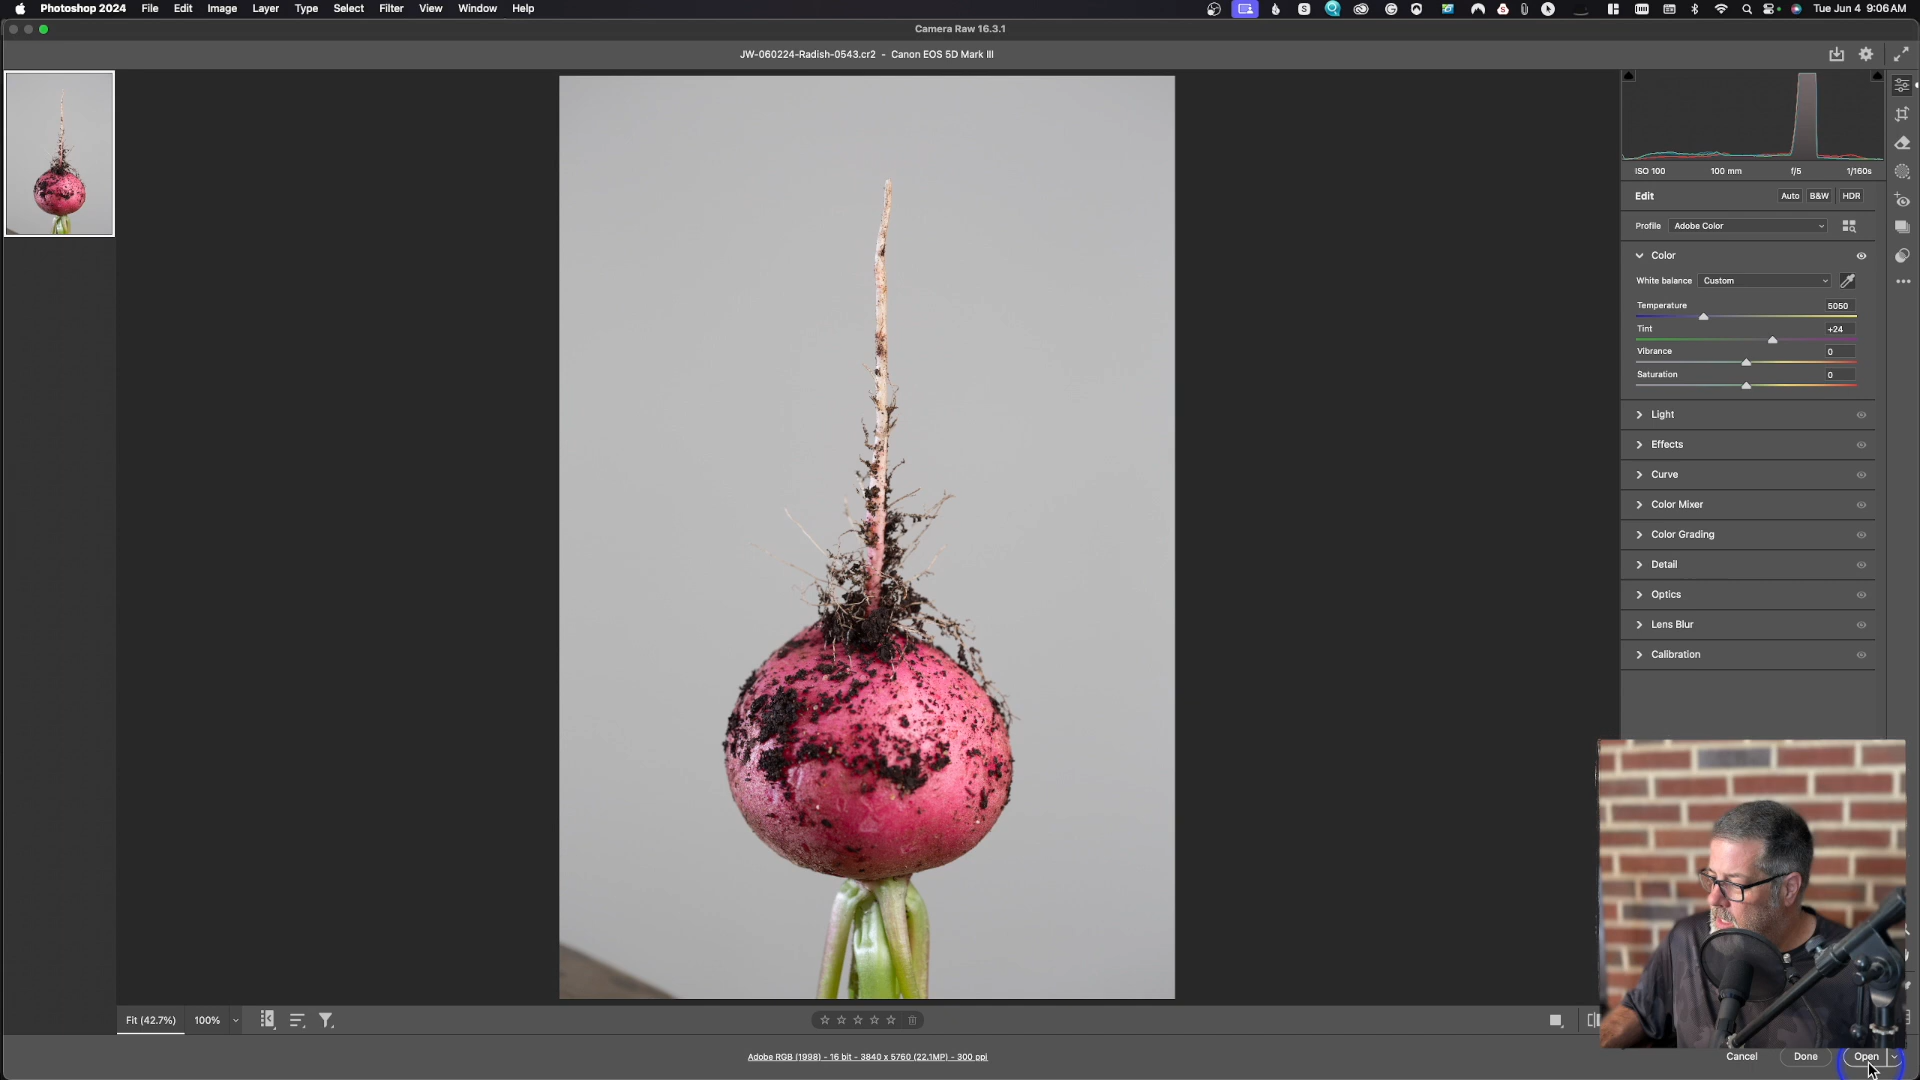 Photoshop 2024 File Edit Image Layer Type Select Filter View Window Help Tue Jun 4 9:06 AM
Camera Raw 16.3.1
JW-060224-Radish-0543.cr2 - Canon EOS 5D Mark III
ISO 100 100 mm f/5 1/160s
Edit Auto B&W HDR
Profile Adobe Color
Color
White balance Custom
Temperature 5050
Tint +24
Vibrance 0
Saturation 0
Light
Effects
Curve
Color Mixer
Color Grading
Detail
Optics
Lens Blur
Calibration
Fit (42.7%) 100%
Adobe RGB (1998) - 16 bit - 3840 x 5760 (22.1MP) - 300 ppi
Cancel Done Open